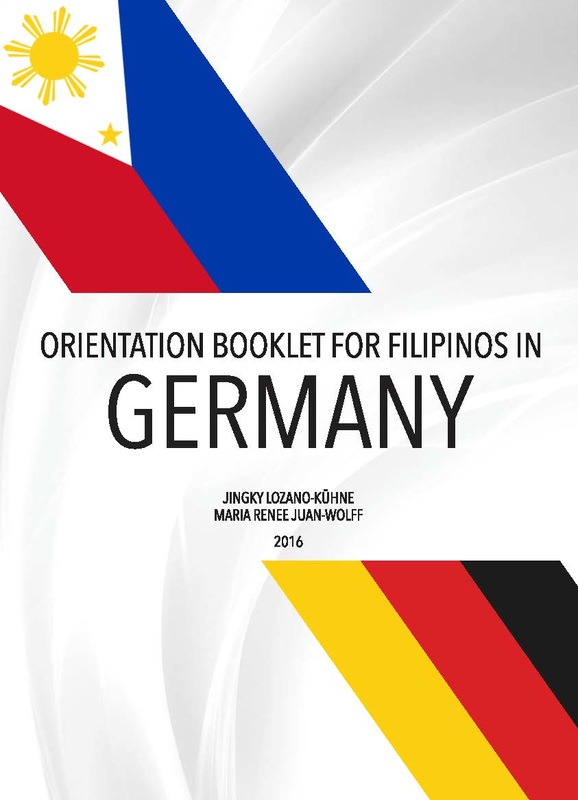 ORIENTATION BOOKLET FOR FILIPINOS IN
GERMANY
JINGKY LOZANO-KÜHNE
MARIA RENEE JUAN-WOLFF
2016